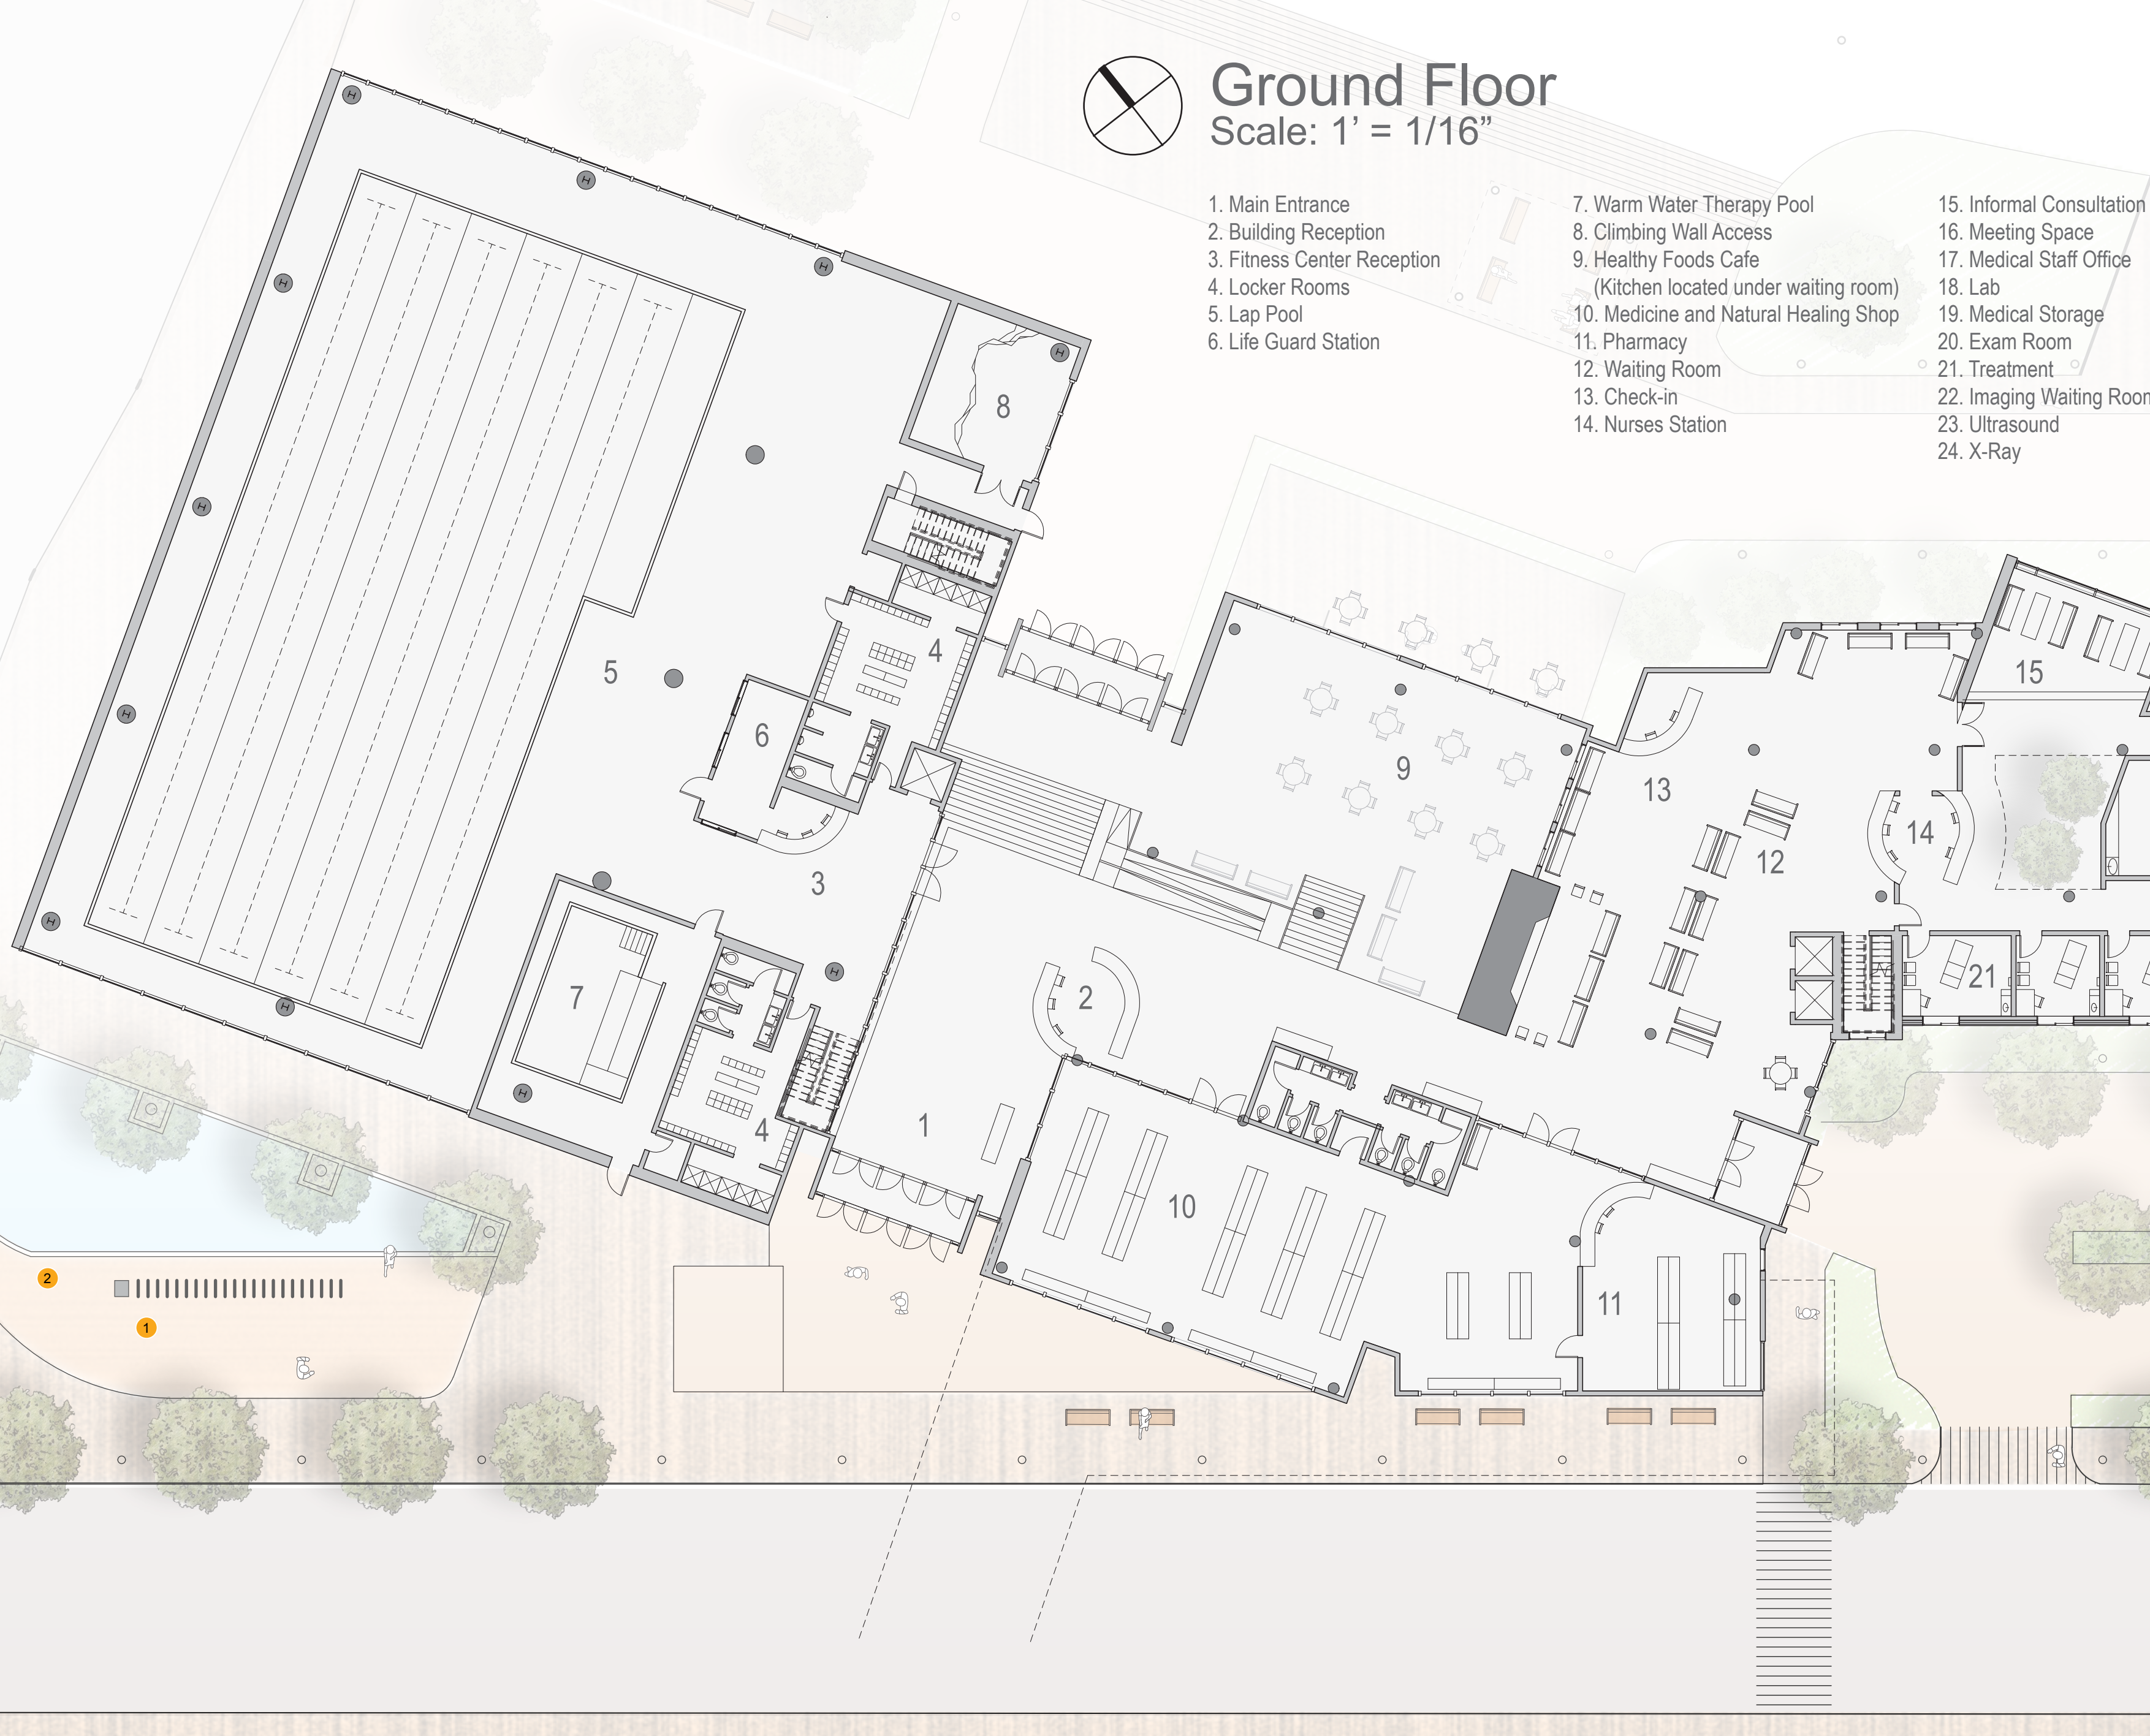 Ground Floor
Scale: 1’ = 1/16”
1. Main Entrance
2. Building Reception
3. Fitness Center Reception
4. Locker Rooms
5. Lap Pool
6. Life Guard Station
7. Warm Water Therapy Pool
8. Climbing Wall Access
9. Healthy Foods Cafe
(Kitchen located under waiting room)
10. Medicine and Natural Healing Shop
11. Pharmacy
12. Waiting Room
13. Check-in
14. Nurses Station
15. Informal Consultation
16. Meeting Space
17. Medical Staff Office
18. Lab
19. Medical Storage
20. Exam Room
21. Treatment
22. Imaging Waiting Room
23. Ultrasound
24. X-Ray
H
H
H
H
8
H
H
H
4
5
15
H
6
9
13
14
12
3
H
H
21
7
2
H
H
4
1
10
11
2
1